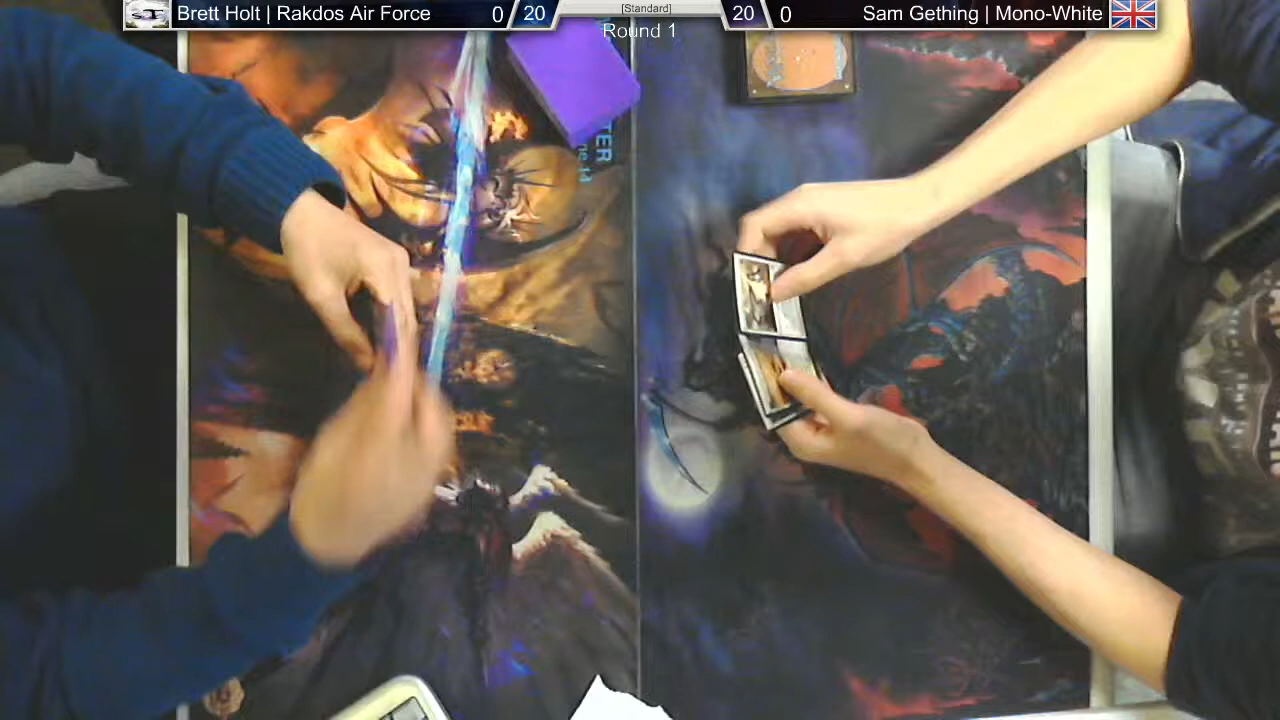 Brett Holt | Rakdos Air Force 0 20 [Standard] 20 0 Sam Gething | Mono-White
Round 1